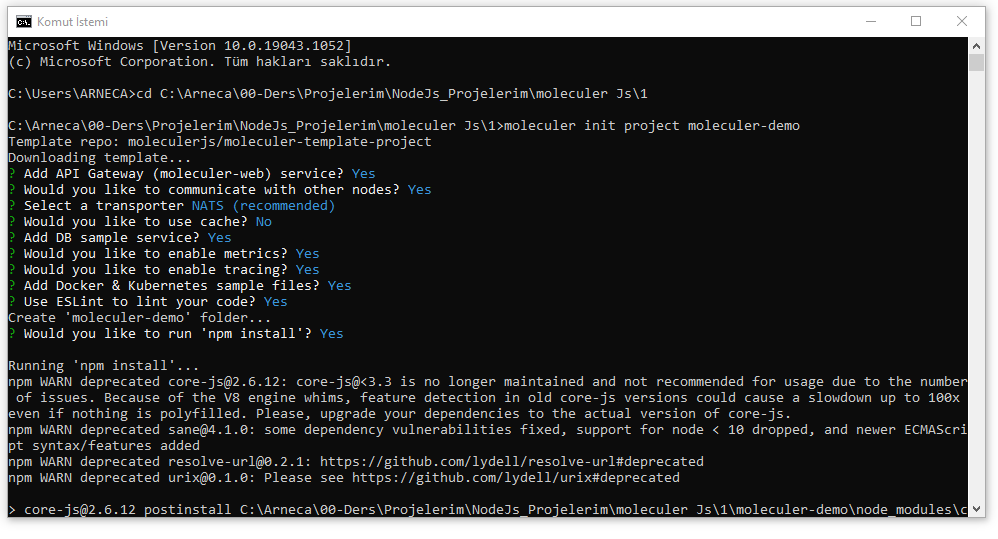 Komut İstemi
Microsoft Windows [Version 10.0.19043.1052]
(c) Microsoft Corporation. Tüm hakları saklıdır.
C:\Users\ARNECA>cd C:\Arneca\00-Ders\Projelerim\NodeJs_Projelerim\moleculer Js\1
C:\Arneca\00-Ders\Projelerim\NodeJs_Projelerim\moleculer Js\1>moleculer init project moleculer-demo
Template repo: moleculerjs/moleculer-template-project
Downloading template...
? Add API Gateway (moleculer-web) service? Yes
? Would you like to communicate with other nodes? Yes
? Select a transporter NATS (recommended)
? Would you like to use cache? No
? Add DB sample service? Yes
? Would you like to enable metrics? Yes
? Would you like to enable tracing? Yes
? Add Docker & Kubernetes sample files? Yes
? Use ESLint to lint your code? Yes
Create 'moleculer-demo' folder...
? Would you like to run 'npm install'? Yes
Running 'npm install'...
npm WARN deprecated core-js@2.6.12: core-js@<3.3 is no longer maintained and not recommended for usage due to the number
 of issues. Because of the V8 engine whims, feature detection in old core-js versions could cause a slowdown up to 100x
even if nothing is polyfilled. Please, upgrade your dependencies to the actual version of core-js.
npm WARN deprecated sane@4.1.0: some dependency vulnerabilities fixed, support for node < 10 dropped, and newer ECMAScri
pt syntax/features added
npm WARN deprecated resolve-url@0.2.1: https://github.com/lydell/resolve-url#deprecated
npm WARN deprecated urix@0.1.0: Please see https://github.com/lydell/urix#deprecated
> core-js@2.6.12 postinstall C:\Arneca\00-Ders\Projelerim\NodeJs_Projelerim\moleculer Js\1\moleculer-demo\node_modules\c